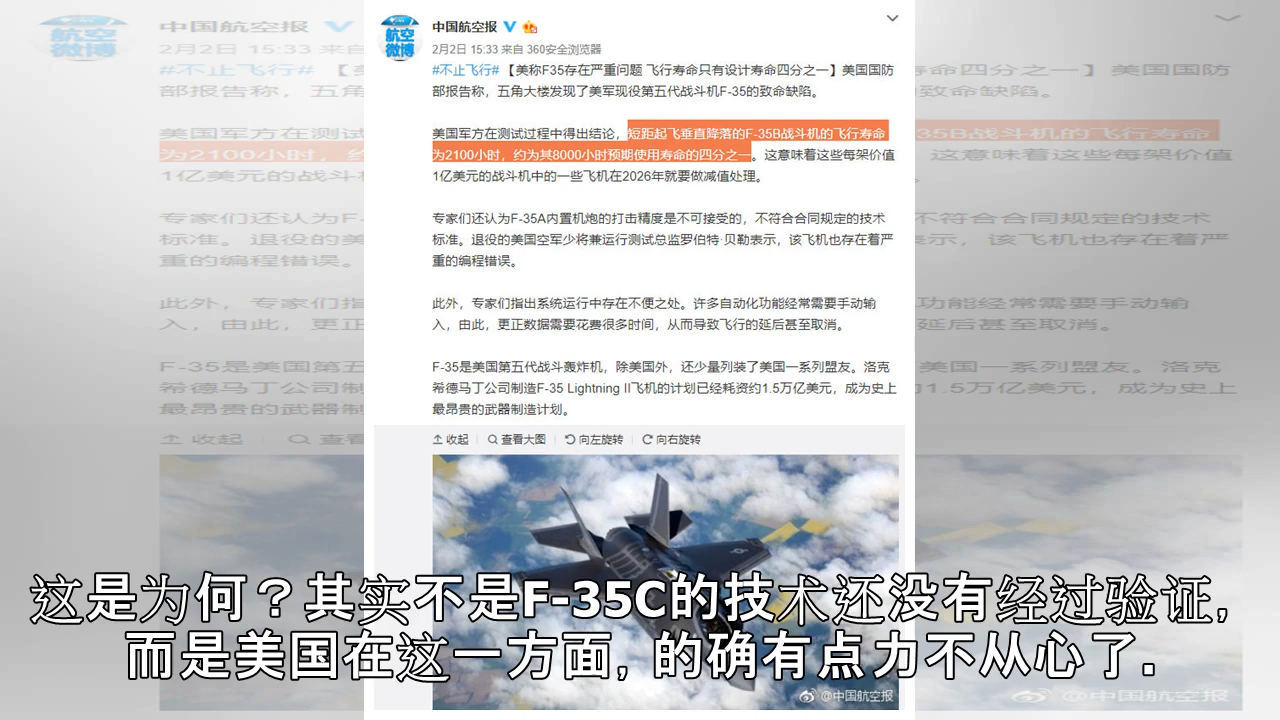 航空
微博
中国航空报
2月2日 15:33 来自 360安全浏览器
#不止飞行# 【美称F35存在严重问题 飞行寿命只有设计寿命四分之一】美国国防
部报告称，五角大楼发现了美军现役第五代战斗机F-35的致命缺陷。
美国军方在测试过程中得出结论，短距起飞垂直降落的F-35B战斗机的飞行寿命
为2100小时，约为其8000小时预期使用寿命的四分之一。这意味着这些每架价值
1亿美元的战斗机中的一些飞机在2026年就要做减值处理。
专家们还认为F-35A内置机炮的打击精度是不可接受的，不符合合同规定的技术
标准。退役的美国空军少将兼运行测试总监罗伯特·贝勒表示，该飞机也存在着严
重的编程错误。
此外，专家们指出系统运行中存在不便之处。许多自动化功能经常需要手动输
入，由此，更正数据需要花费很多时间，从而导致飞行的延后甚至取消。
F-35是美国第五代战斗轰炸机，除美国外，还少量列装了美国一系列盟友。洛克
希德马丁公司制造F-35 Lightning II飞机的计划已经耗资约1.5万亿美元，成为史上
最昂贵的武器制造计划。
收起 查看大图 向左旋转 向右旋转
这是为何？其实不是F-35C的技术还没有经过验证,
而是美国在这一方面, 的确有点力不从心了.
@中国航空报